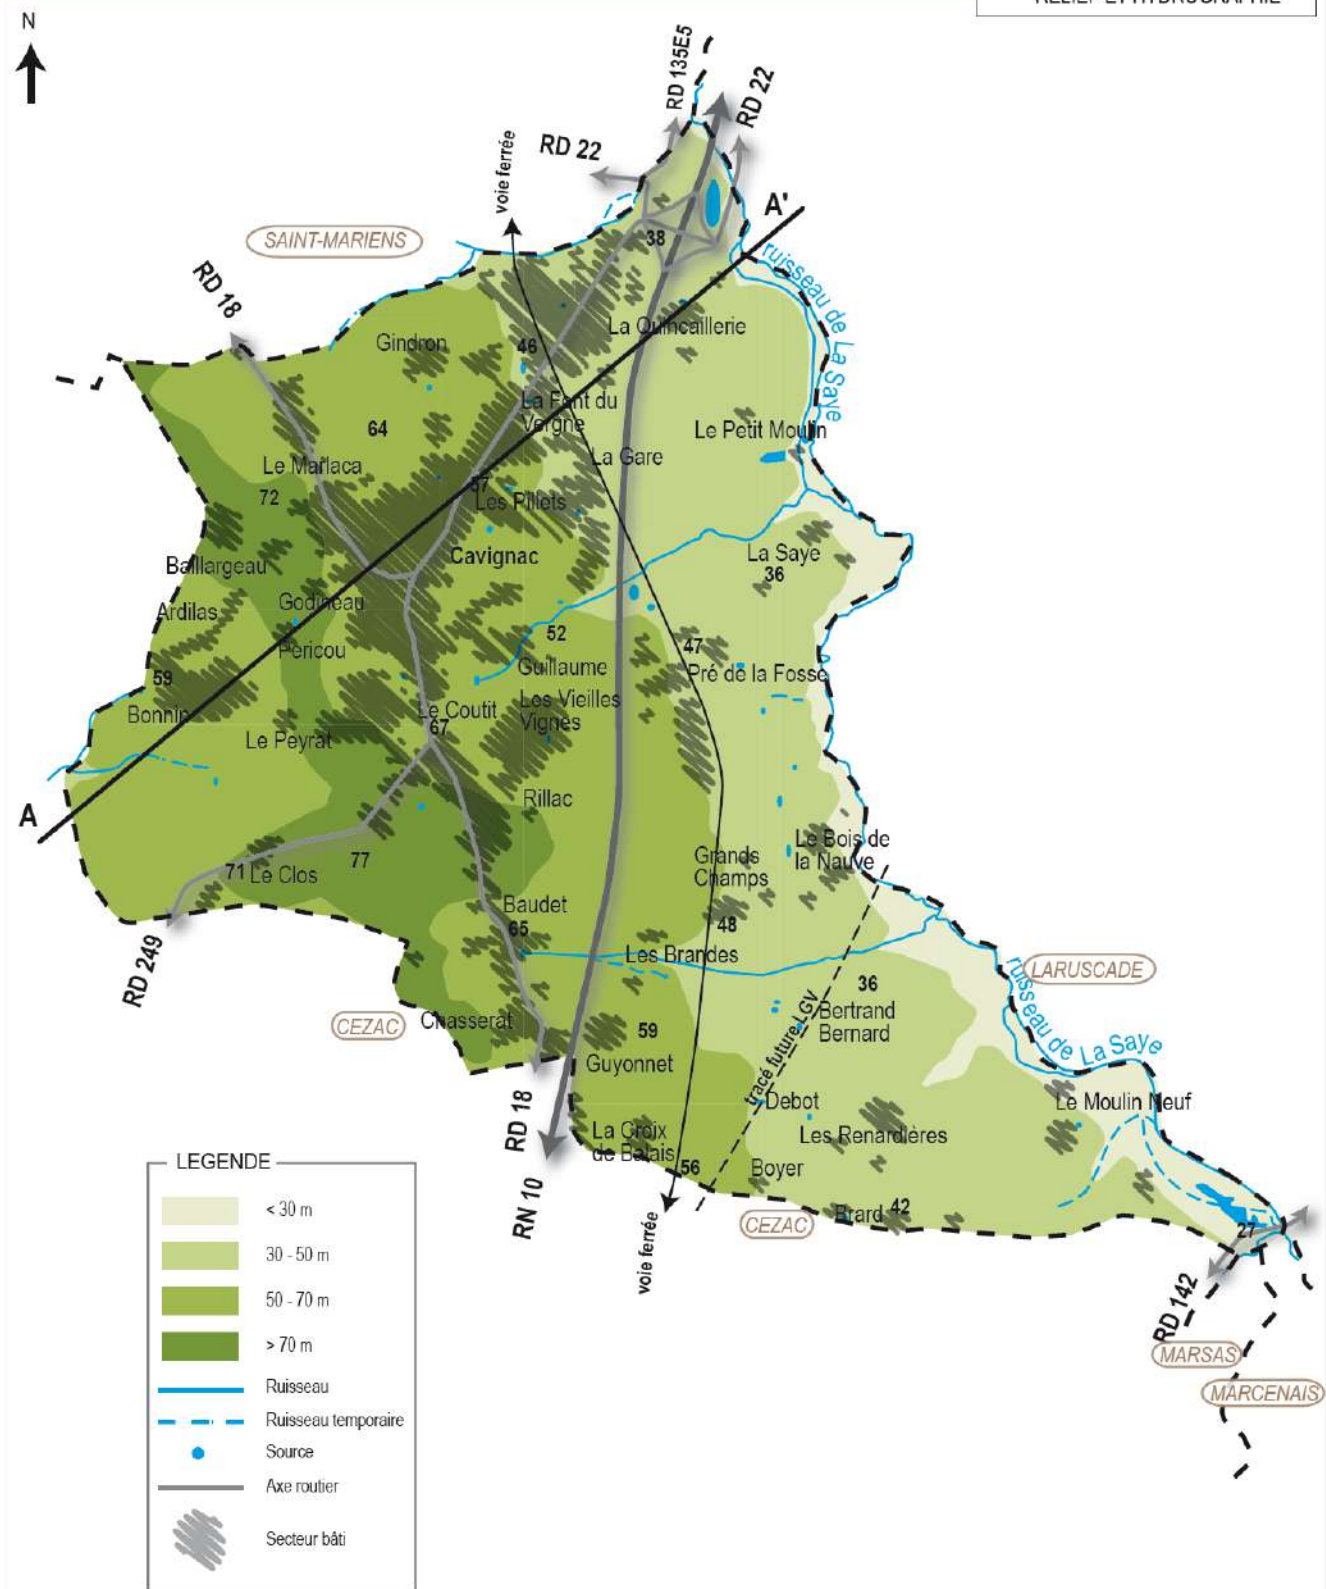 RELIEF ET HYDROGRAPHIE
N
RD 135E5
RD 22
RD 22
voie ferrée
A'
SAINT-MARIENS
38
RD 18
ruisseau de La Saye
La Quincaillerie
Gindron
46
La Font du
Vergne
64
Le Petit Moulin
La Gare
Le Marlaca
72
57
Les Pillets
Cavignac
La Saye
36
Baillargeau
Ardilas
Godineau
52
47
Pericou
Guillaume
Pré de la Fosse
59
Les Vieilles
Vignes
Bonnin
Le Coutit
67
Le Peyrat
Rillac
A
Le Bois de
la Nauve
Grands
Champs
77
71
Le Clos
Baudet
48
65
Les Brandes
RD 249
LARUSCADE
36
ruisseau de La Saye
Bertrand
Bernard
CEZAC
Chasserat
59
tracé future LGV
Guyonnet
Debot
Le Moulin Neuf
RD 18
La Croix
de Balais
Les Renardières
LEGENDE
56
Boyer
RN 10
voie ferrée
Brard
42
CEZAC
27
< 30 m
30 - 50 m
50 - 70 m
> 70 m
RD 142
MARSAS
Ruisseau
MARCENAIS
Ruisseau temporaire
Source
Axe routier
Secteur bâti